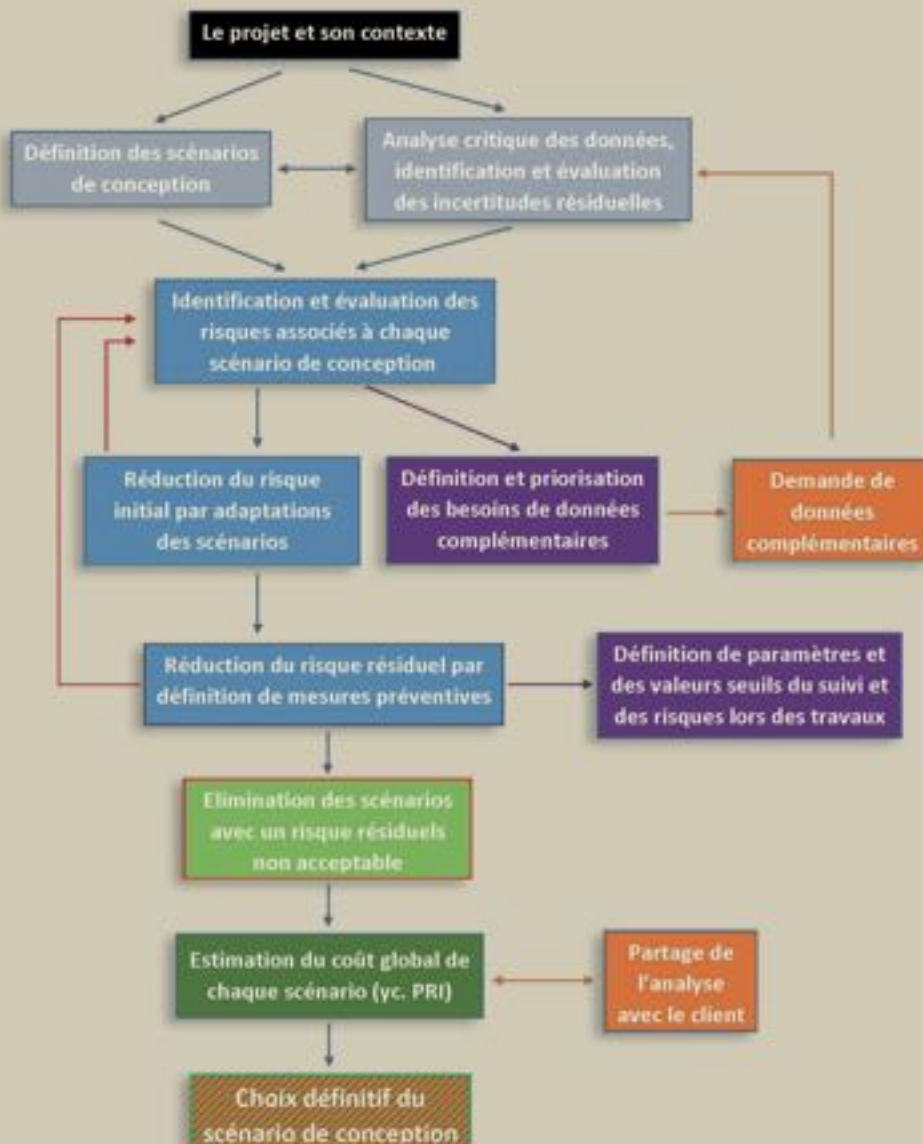 Le projet et son contexte
Définition des scénarios
de conception
Analyse critique des données,
identification et évaluation
des incertitudes résiduelles
Identification et évaluation des
risques associés à chaque
scénario de conception
Réduction du risque
initial par adaptations
des scénarios
Définition et priorisation
des besoins de données
complémentaires
Demande de
données
complémentaires
Réduction du risque résiduel par
définition de mesures préventives
Définition de paramètres et
des valeurs seuils du suivi et
des risques lors des travaux
Elimination des scénarios
avec un risque résiduels
non acceptable
Estimation du coût global de
chaque scénario (yc. PRI)
Partage de
l'analyse
avec le client
Choix définitif du
scénario de conception